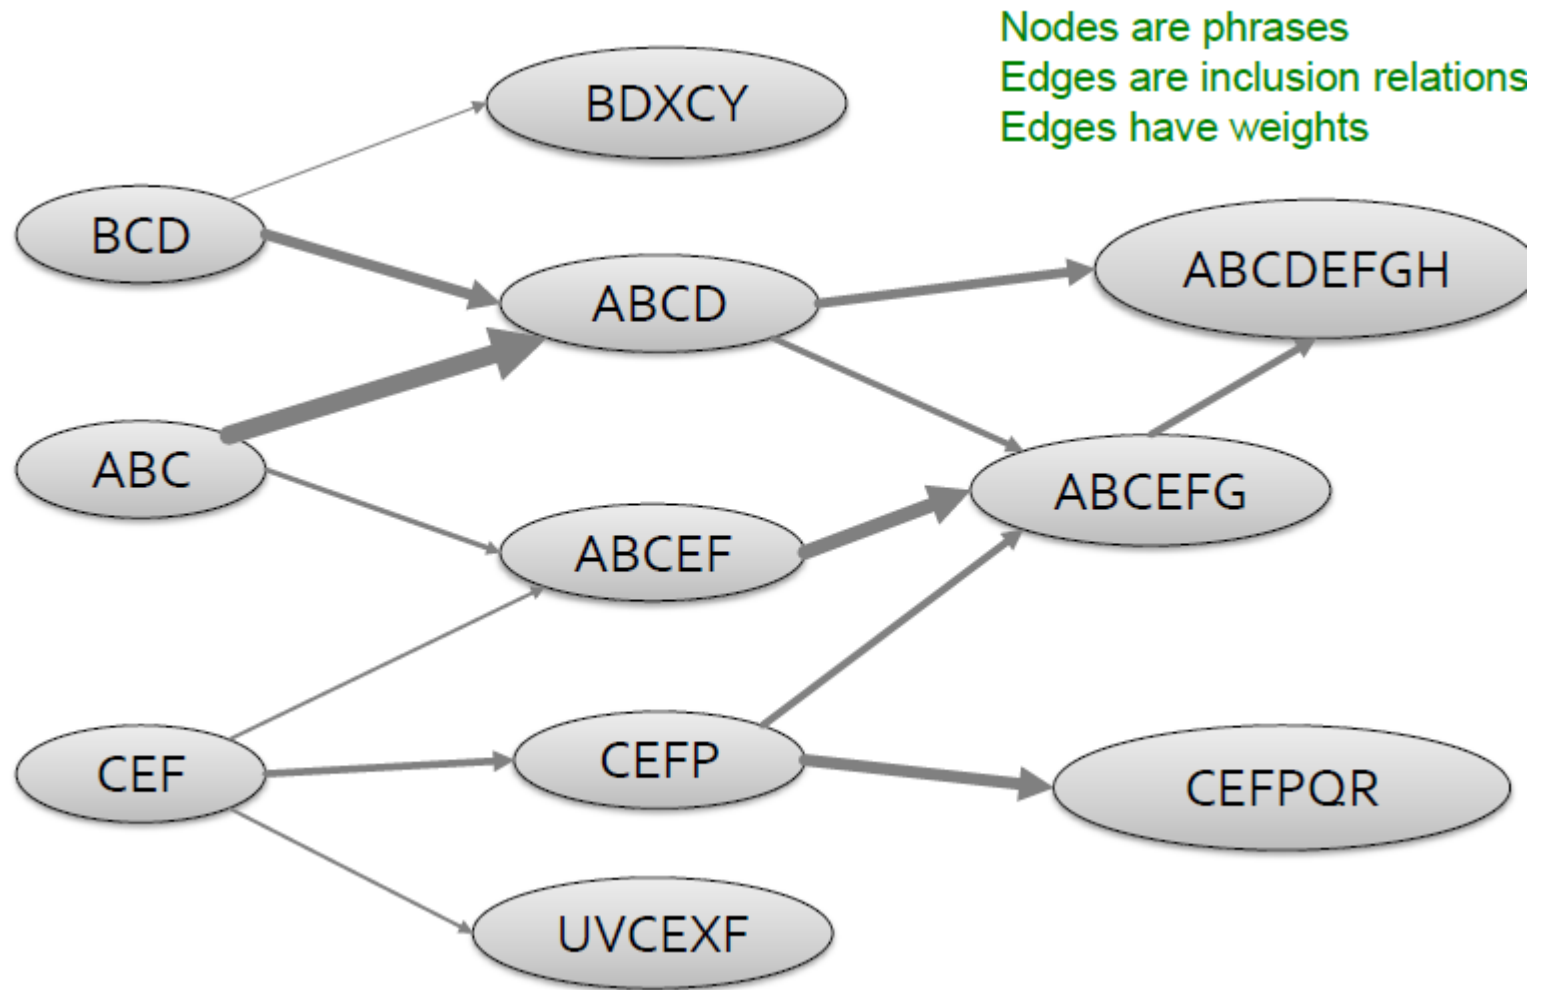 Nodes are phrases
Edges are inclusion relations
Edges have weights
BDXCY
BCD
ABCD
ABCDEFGH
ABC
ABCEF
ABCEFG
CEF
CEFP
CEFPQR
UVCEXF